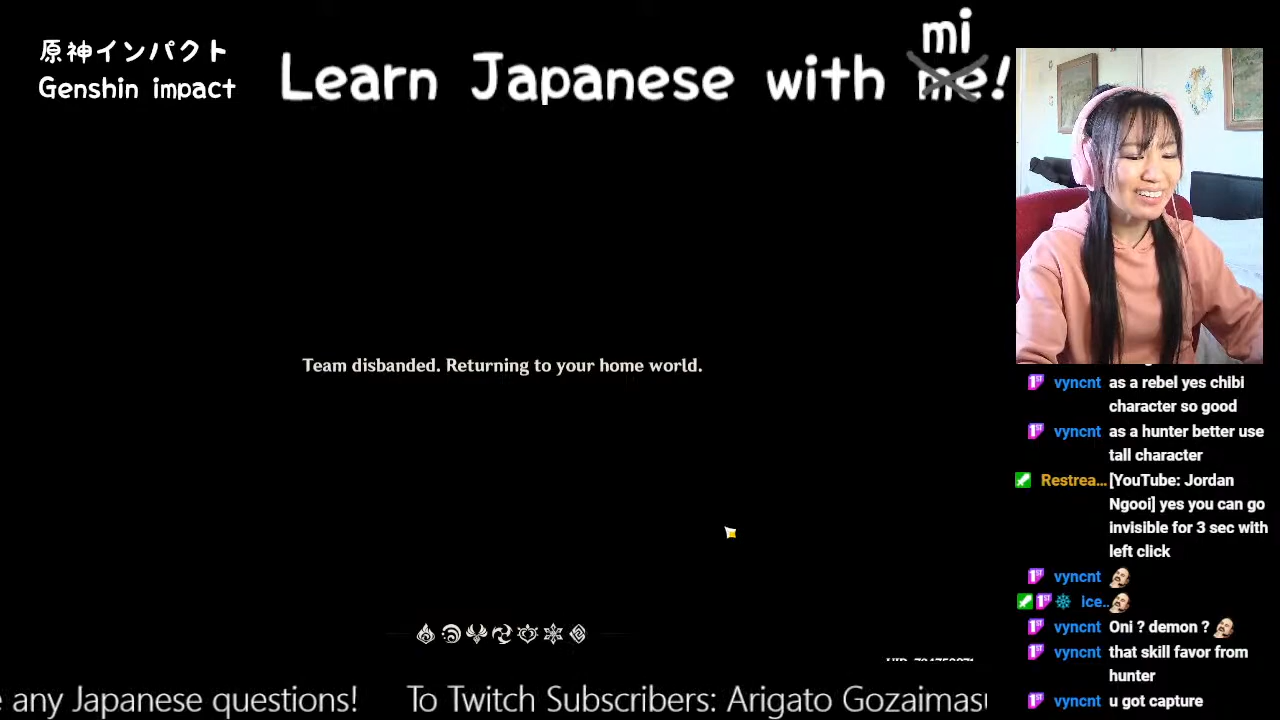 原神インパクト
Genshin impact
mi
Learn Japanese with me!
Team disbanded. Returning to your home world.
vyncnt as a rebel yes chibi
character so good
vyncnt as a hunter better use
tall character
Restrea... [YouTube: Jordan
Ngooi] yes you can go
invisible for 3 sec with
left click
vyncnt
ice..
vyncnt Oni ? demon ?
vyncnt that skill favor from
hunter
vyncnt u got capture
e any Japanese questions! To Twitch Subscribers: Arigato Gozaimasu